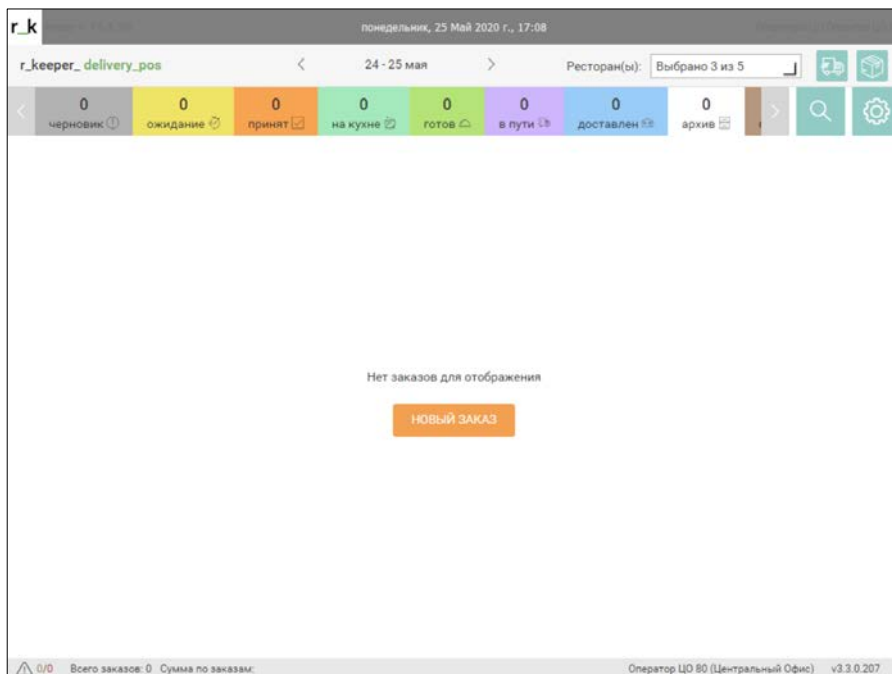 r_k
понедельник, 25 Май 2020 г., 17:08
r_keeper_ delivery_pos
24 - 25 мая
Ресторан(ы): Выбрано 3 из 5
0 0 0 0 0 0 0 0
черновик ожидание принят на кухне готов в пути доставлен архив
Нет заказов для отображения
НОВЫЙ ЗАКАЗ
0/0 Всего заказов: 0 Сумма по заказам: Оператор ЦО 80 (Центральный Офис) v3.3.0.207